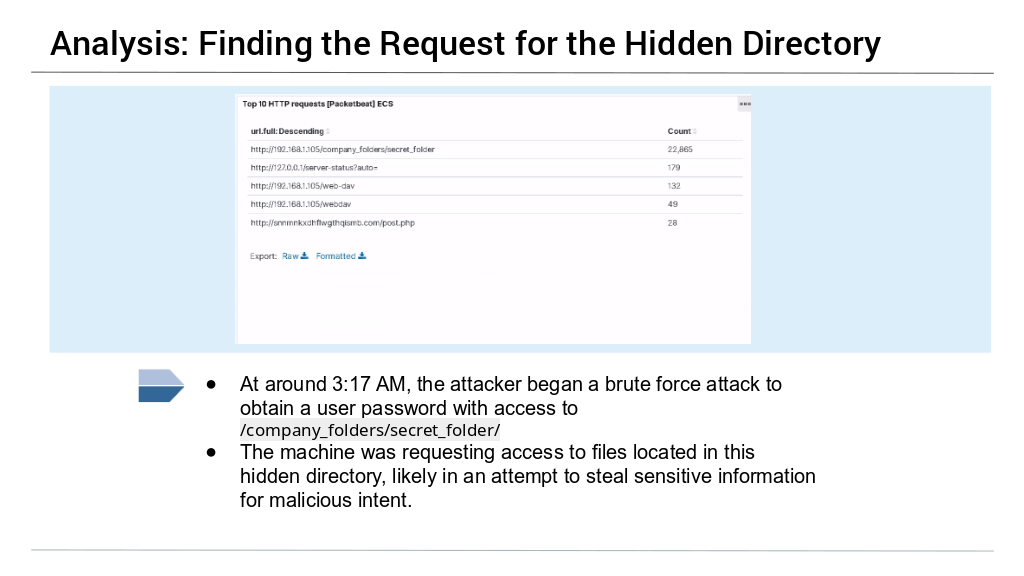 Analysis: Finding the Request for the Hidden Directory
Top 10 HTTP requests [Packetbeat] ECS
url.full: Descending Count
http://192.168.1.105/company_folders/secret_folder 22,865
http://127.0.0.1/server-status?auto= 179
http://192.168.1.105/web-dav 132
http://192.168.1.105/webdav 49
http://snnmnkxdhflwgthqismb.com/post.php 28
Export: Raw Formatted
● At around 3:17 AM, the attacker began a brute force attack to
obtain a user password with access to
/company_folders/secret_folder/
● The machine was requesting access to files located in this
hidden directory, likely in an attempt to steal sensitive information
for malicious intent.